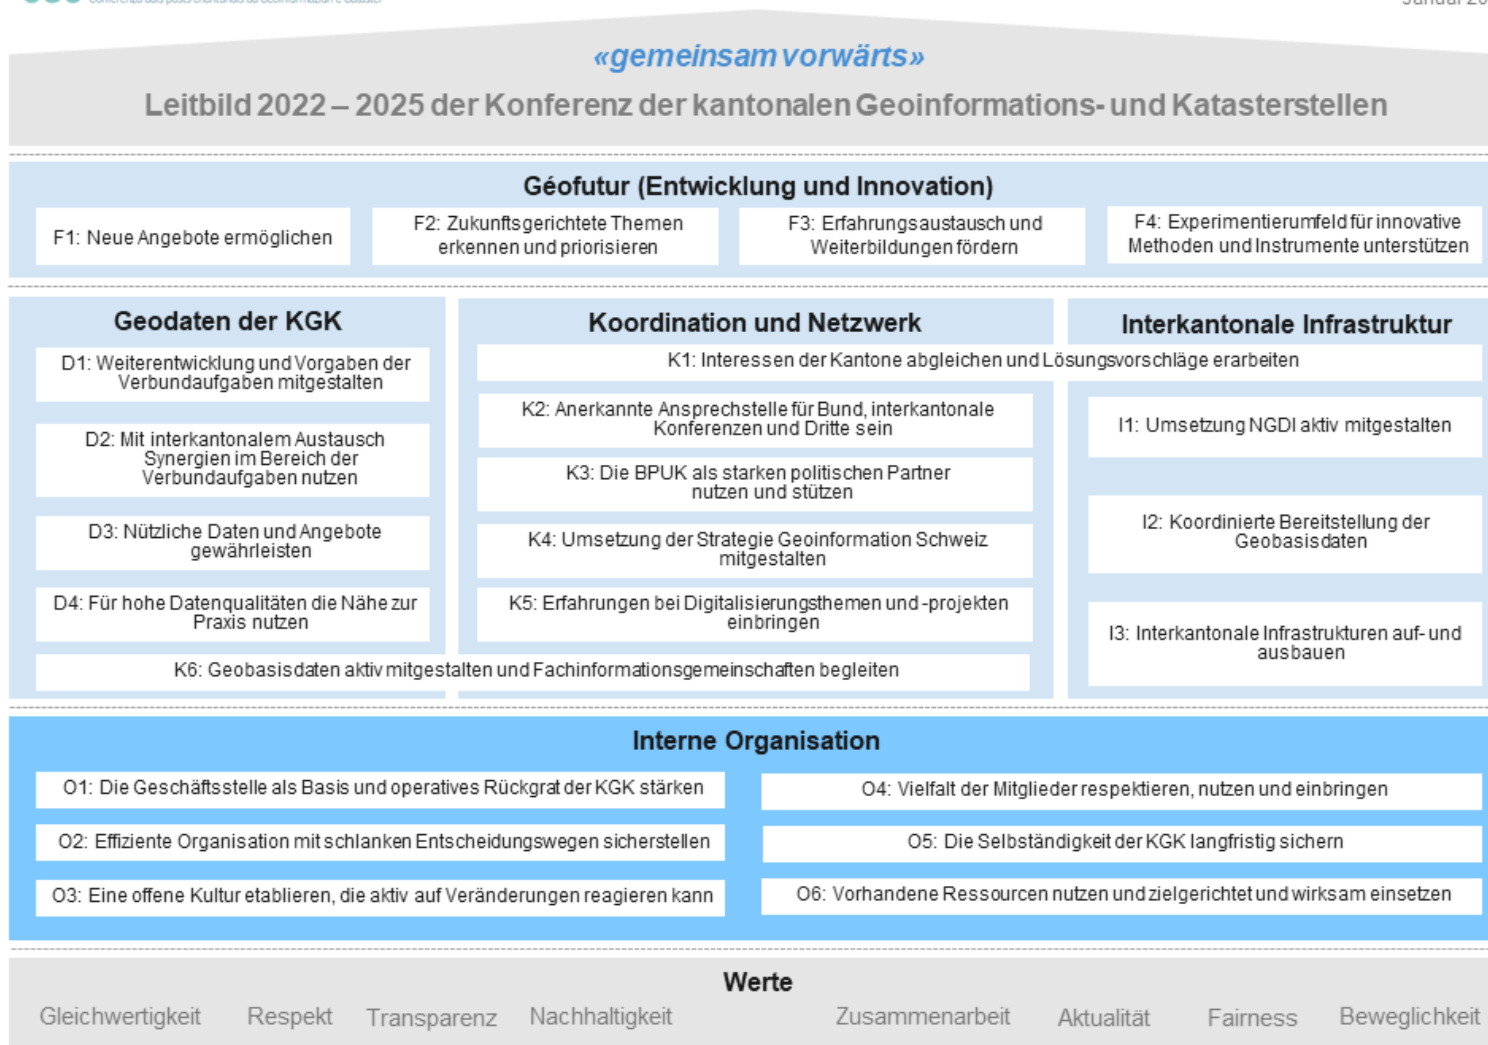 Januar 20
«gemeinsam vorwärts»
Leitbild 2022 – 2025 der Konferenz der kantonalen Geoinformations- und Katasterstellen
Géofutur (Entwicklung und Innovation)
F1: Neue Angebote ermöglichen
F2: Zukunftsgerichtete Themen
erkennen und priorisieren
F3: Erfahrungsaustausch und
Weiterbildungen fördern
F4: Experimentierumfeld für innovative
Methoden und Instrumente unterstützen
Geodaten der KGK
D1: Weiterentwicklung und Vorgaben der
Verbundaufgaben mitgestalten
D2: Mit interkantonalem Austausch
Synergien im Bereich der
Verbundaufgaben nutzen
D3: Nützliche Daten und Angebote
gewährleisten
D4: Für hohe Datenqualitäten die Nähe zur
Praxis nutzen
Koordination und Netzwerk
K1: Interessen der Kantone abgleichen und Lösungsvorschläge erarbeiten
K2: Anerkannte Ansprechstelle für Bund, interkantonale
Konferenzen und Dritte sein
K3: Die BPUK als starken politischen Partner
nutzen und stützen
K4: Umsetzung der Strategie Geoinformation Schweiz
mitgestalten
K5: Erfahrungen bei Digitalisierungsthemen und -projekten
einbringen
K6: Geobasisdaten aktiv mitgestalten und Fachinformationsgemeinschaften begleiten
Interkantonale Infrastruktur
I1: Umsetzung NGDI aktiv mitgestalten
I2: Koordinierte Bereitstellung der
Geobasisdaten
I3: Interkantonale Infrastrukturen auf- und
ausbauen
Interne Organisation
O1: Die Geschäftsstelle als Basis und operatives Rückgrat der KGK stärken
O2: Effiziente Organisation mit schlanken Entscheidungswegen sicherstellen
O3: Eine offene Kultur etablieren, die aktiv auf Veränderungen reagieren kann
O4: Vielfalt der Mitglieder respektieren, nutzen und einbringen
O5: Die Selbständigkeit der KGK langfristig sichern
O6: Vorhandene Ressourcen nutzen und zielgerichtet und wirksam einsetzen
Werte
Gleichwertigkeit Respekt Transparenz Nachhaltigkeit Zusammenarbeit Aktualität Fairness Beweglichkeit